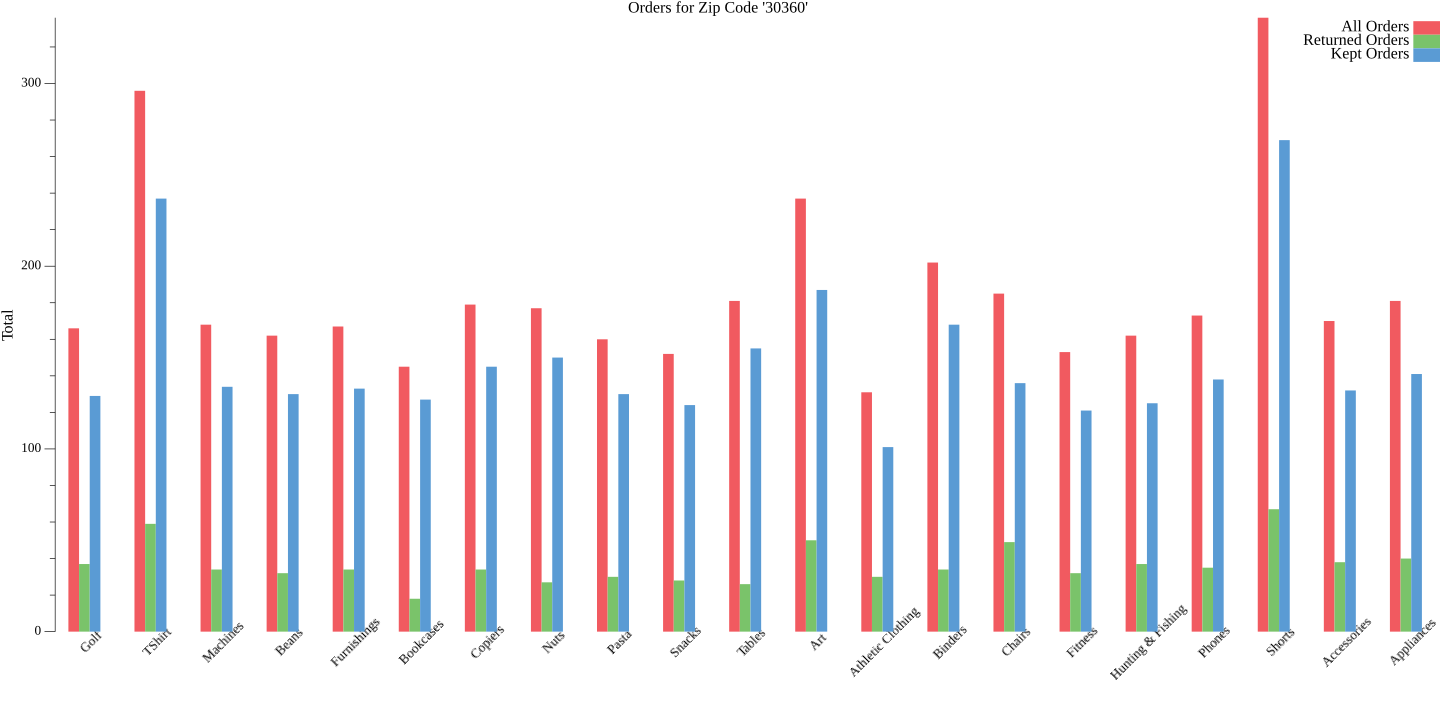 Orders for Zip Code '30360'
All Orders
Returned Orders
Kept Orders
Total
300
200
100
0
Golf
TShirt
Machines
Beans
Furnishings
Bookcases
Copiers
Nuts
Pasta
Snacks
Tables
Art
Athletic Clothing
Binders
Chairs
Fitness
Hunting & Fishing
Phones
Shorts
Accessories
Appliances